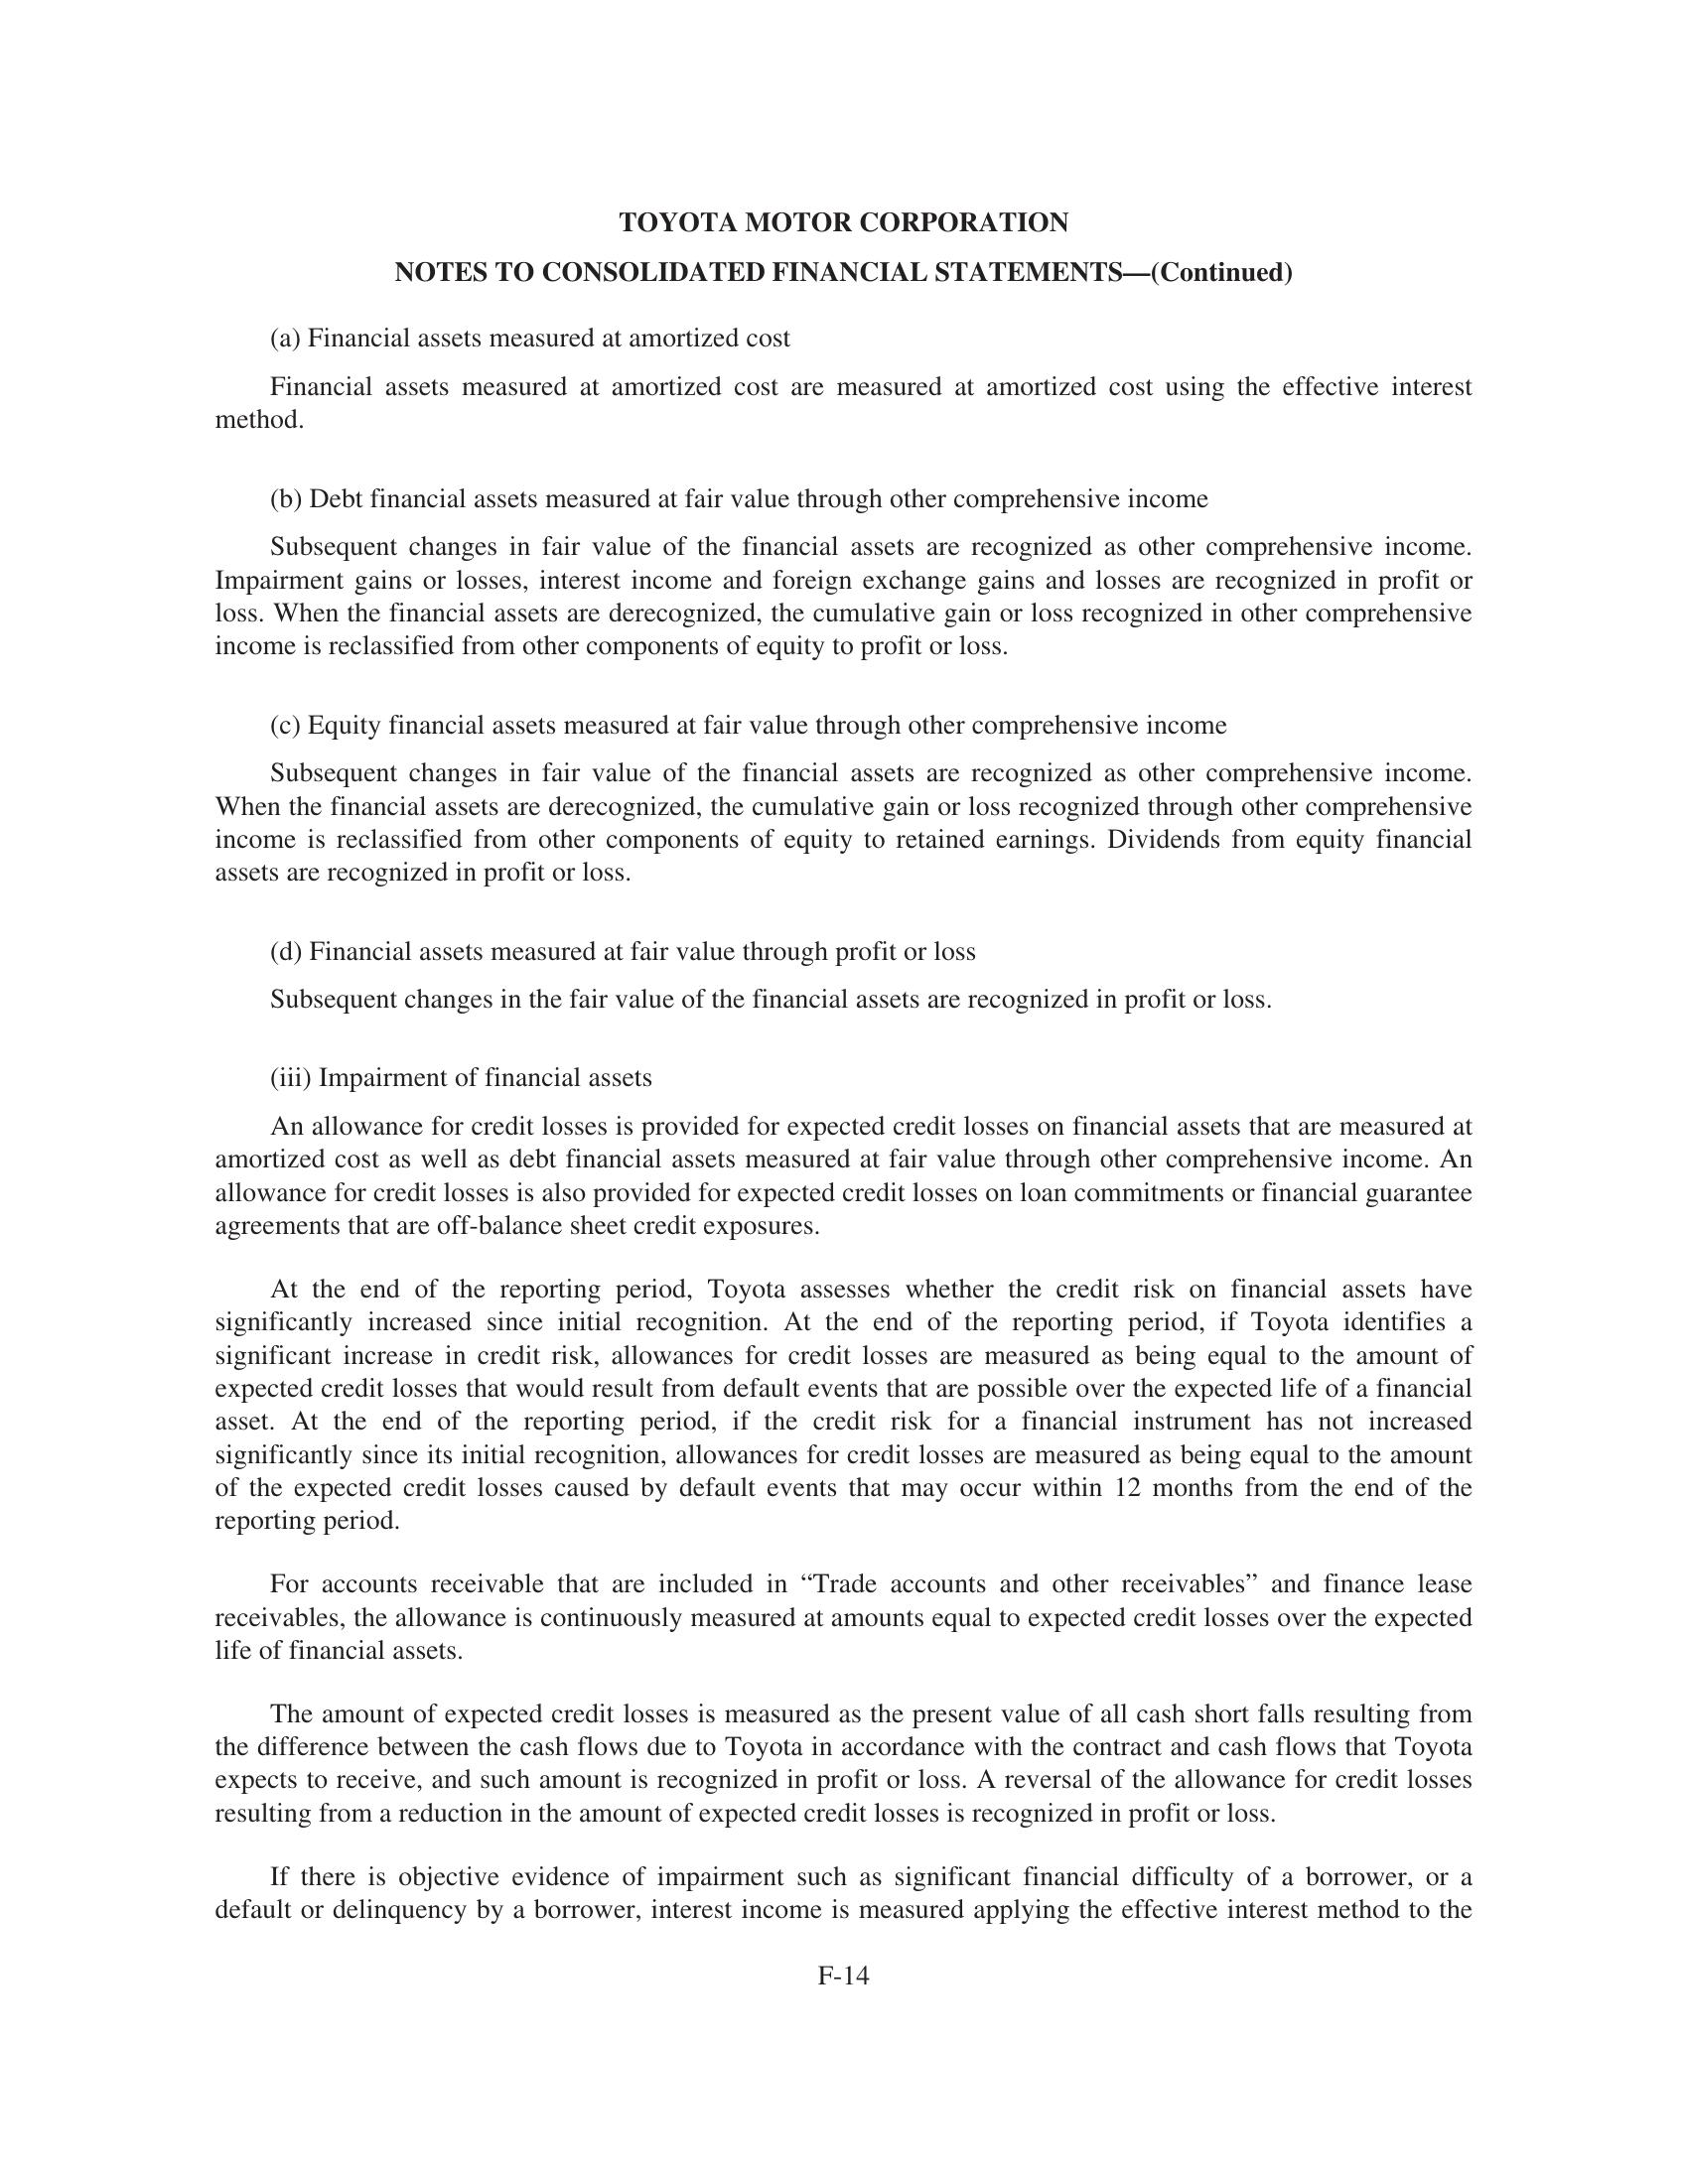 TOYOTA MOTOR CORPORATION
NOTES TO CONSOLIDATED FINANCIAL STATEMENTS—(Continued)
(a) Financial assets measured at amortized cost
Financial assets measured at amortized cost are measured at amortized cost using the effective interest
method.
(b) Debt financial assets measured at fair value through other comprehensive income
Subsequent changes in fair value of the financial assets are recognized as other comprehensive income.
Impairment gains or losses, interest income and foreign exchange gains and losses are recognized in profit or
loss. When the financial assets are derecognized, the cumulative gain or loss recognized in other comprehensive
income is reclassified from other components of equity to profit or loss.
(c) Equity financial assets measured at fair value through other comprehensive income
Subsequent changes in fair value of the financial assets are recognized as other comprehensive income.
When the financial assets are derecognized, the cumulative gain or loss recognized through other comprehensive
income is reclassified from other components of equity to retained earnings. Dividends from equity financial
assets are recognized in profit or loss.
(d) Financial assets measured at fair value through profit or loss
Subsequent changes in the fair value of the financial assets are recognized in profit or loss.
(iii) Impairment of financial assets
An allowance for credit losses is provided for expected credit losses on financial assets that are measured at
amortized cost as well as debt financial assets measured at fair value through other comprehensive income. An
allowance for credit losses is also provided for expected credit losses on loan commitments or financial guarantee
agreements that are off-balance sheet credit exposures.
At the end of the reporting period, Toyota assesses whether the credit risk on financial assets have
significantly increased since initial recognition. At the end of the reporting period, if Toyota identifies a
significant increase in credit risk, allowances for credit losses are measured as being equal to the amount of
expected credit losses that would result from default events that are possible over the expected life of a financial
asset. At the end of the reporting period, if the credit risk for a financial instrument has not increased
significantly since its initial recognition, allowances for credit losses are measured as being equal to the amount
of the expected credit losses caused by default events that may occur within 12 months from the end of the
reporting period.
For accounts receivable that are included in “Trade accounts and other receivables” and finance lease
receivables, the allowance is continuously measured at amounts equal to expected credit losses over the expected
life of financial assets.
The amount of expected credit losses is measured as the present value of all cash short falls resulting from
the difference between the cash flows due to Toyota in accordance with the contract and cash flows that Toyota
expects to receive, and such amount is recognized in profit or loss. A reversal of the allowance for credit losses
resulting from a reduction in the amount of expected credit losses is recognized in profit or loss.
If there is objective evidence of impairment such as significant financial difficulty of a borrower, or a
default or delinquency by a borrower, interest income is measured applying the effective interest method to the
F-14